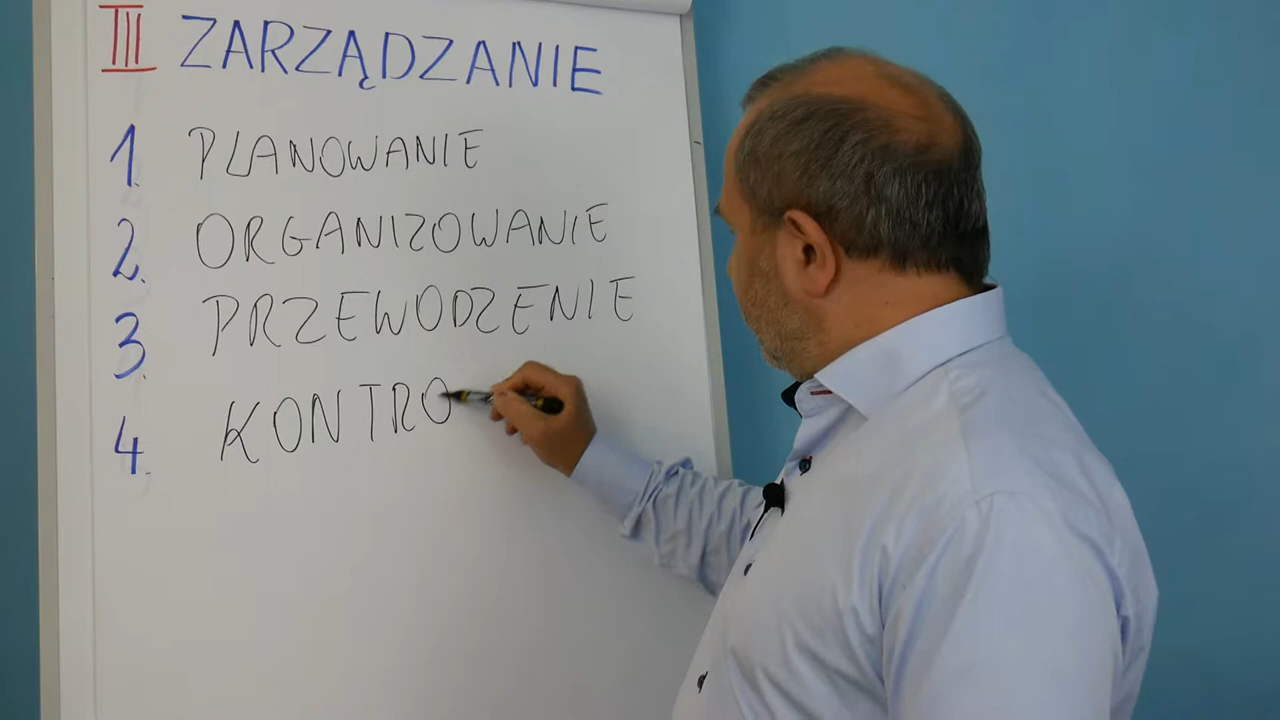 III ZARZĄDZANIE
1. PLANOWANIE
2. ORGANIZOWANIE
3. PRZEWODZENIE
4. KONTRO